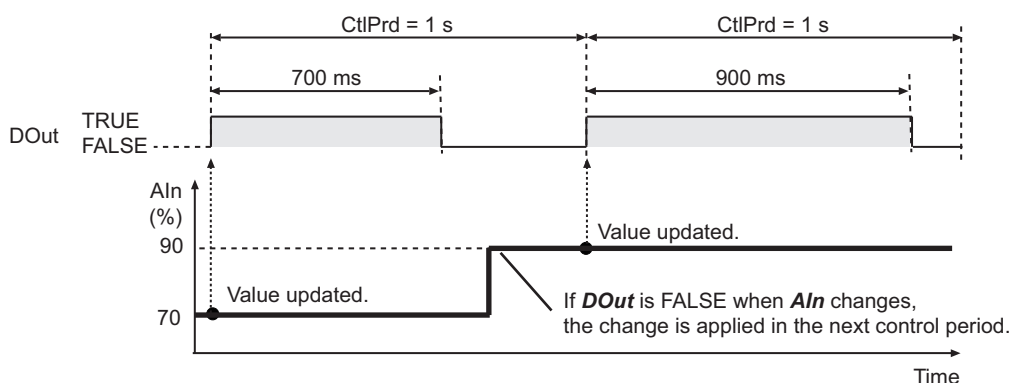 CtlPrd = 1 s
CtlPrd = 1 s
700 ms
900 ms
DOut
TRUE
FALSE
AIn
(%)
90
Value updated.
Value updated.
If DOut is FALSE when AIn changes,
the change is applied in the next control period.
70
Time